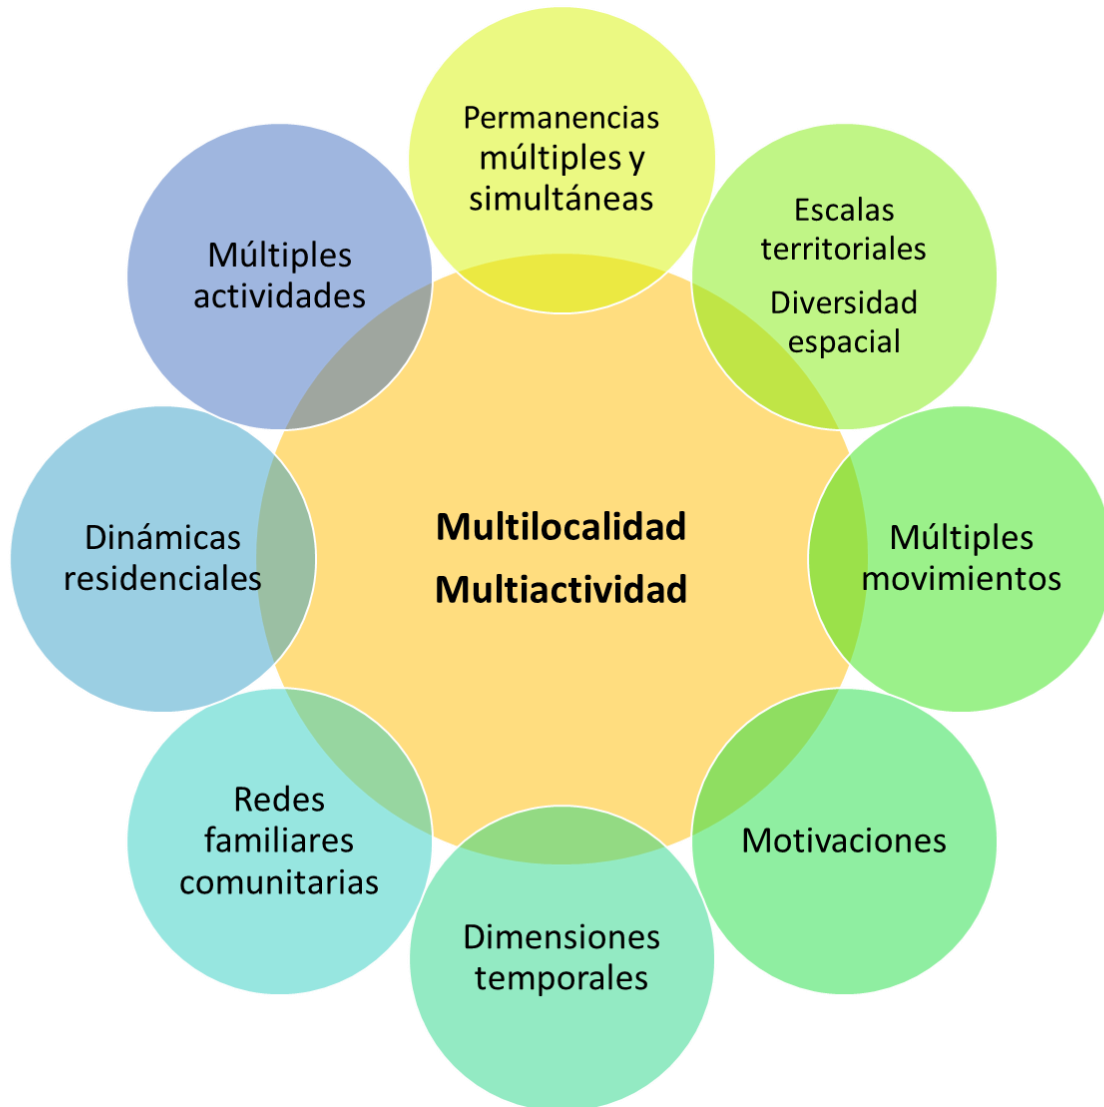 Permanencias
múltiples y
simultáneas
Escalas
territoriales
Diversidad
espacial
Múltiples
movimientos
Motivaciones
Dimensiones
temporales
Redes
familiares
comunitarias
Dinámicas
residenciales
Múltiples
actividades
Multilocalidad
Multiactividad